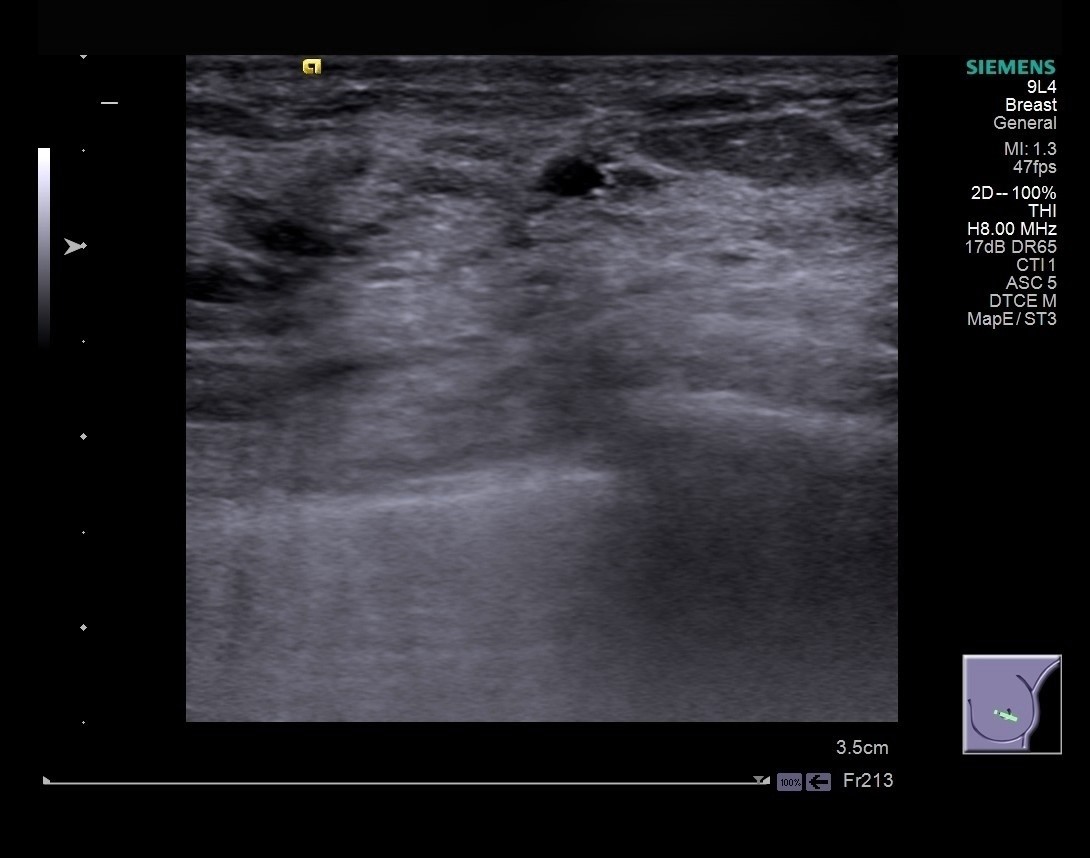 SIEMENS
9L4
Breast
General
MI: 1.3
47fps
2D--100%
THI
H8.00 MHz
17dB DR65
CTI 1
ASC 5
DTCE M
MapE / ST3
3.5cm
100%
Fr213